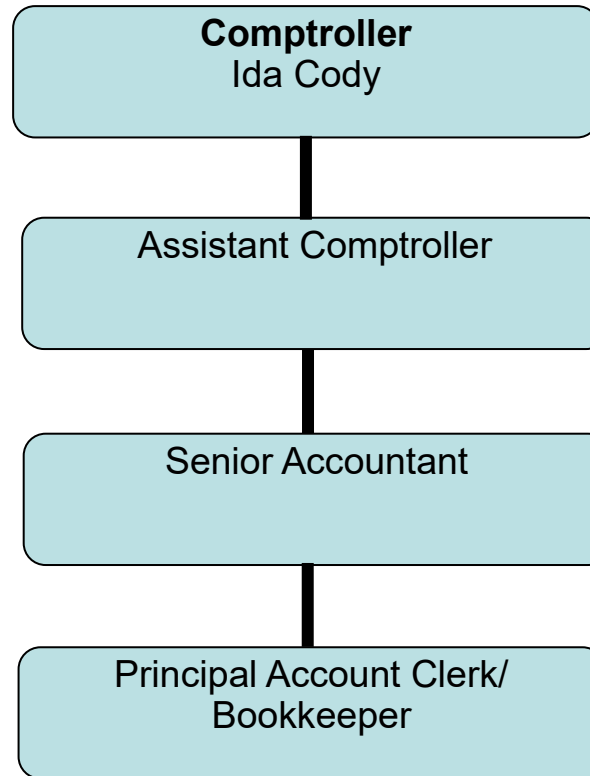 Comptroller
Ida Cody
Assistant Comptroller
Senior Accountant
Principal Account Clerk/
Bookkeeper